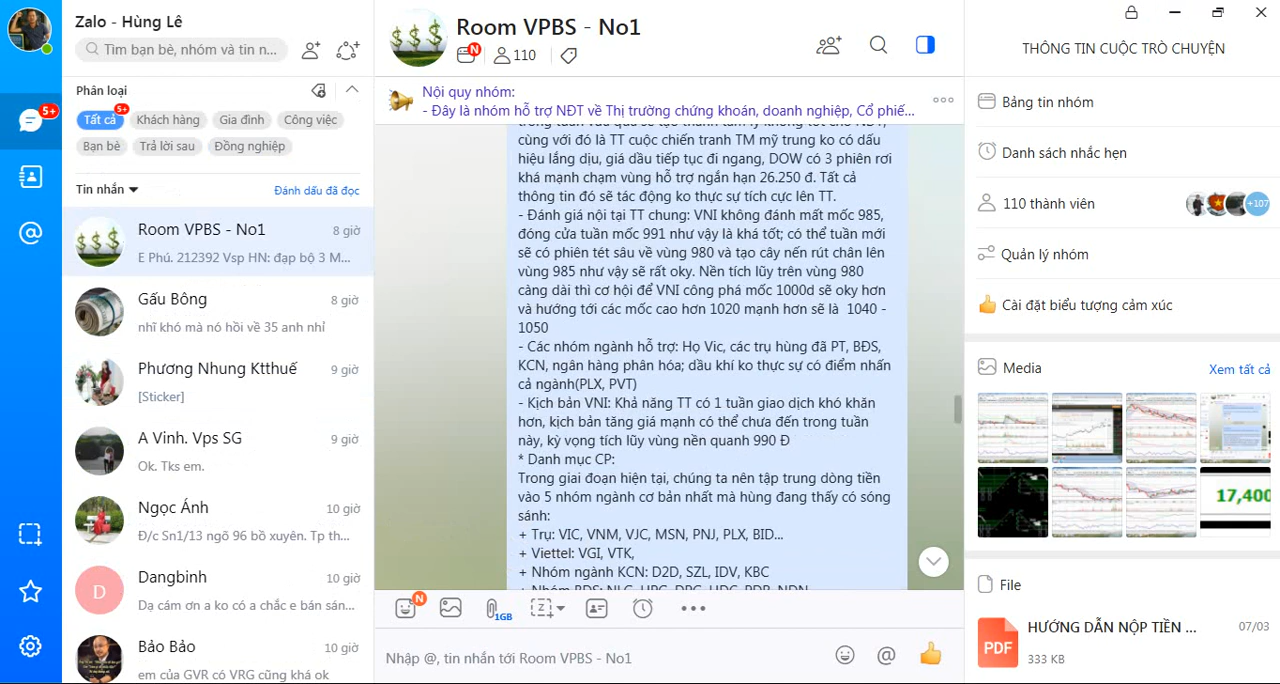 Zalo - Hùng Lê
Tìm bạn bè, nhóm và tin n...
Phân loại
5+
5+
Tất cả
Khách hàng
Gia đình
Công việc
Bạn bè
Trả lời sau
Đồng nghiệp
Tin nhắn
Đánh dấu đã đọc
Room VPBS - No1
8 giờ
E Phú. 212392 Vsp HN: đạp bộ 3 M...
Gấu Bông
8 giờ
nhĩ khó mà nó hồi về 35 anh nhỉ
Phương Nhung Ktthuế
9 giờ
[Sticker]
A Vinh. Vps SG
9 giờ
Ok. Tks em.
Ngọc Ánh
10 giờ
Đ/c Sn1/13 ngõ 96 bồ xuyên. Tp th...
D
Dangbinh
10 giờ
Dạ cám ơn a ko có a chắc e bán sán...
Bảo Bảo
10 giờ
em của GVR có VRG cũng khá ok
Room VPBS - No1
N
110
Nội quy nhóm:
- Đây là nhóm hỗ trợ NĐT về Thị trường chứng khoán, doanh nghiệp, Cổ phiế...
cùng với đó là TT cuộc chiến tranh TM mỹ trung ko có dấu
hiệu lắng dịu, giá dầu tiếp tục đi ngang, DOW có 3 phiên rơi
khá mạnh chạm vùng hỗ trợ ngắn hạn 26.250 đ. Tất cả
thông tin đó sẽ tác động ko thực sự tích cực lên TT.
- Đánh giá nội tại TT chung: VNI không đánh mất mốc 985,
đóng cửa tuần mốc 991 như vậy là khá tốt; có thể tuần mới
sẽ có phiên tét sâu về vùng 980 và tạo cây nến rút chân lên
vùng 985 như vậy sẽ rất oky. Nền tích lũy trên vùng 980
càng dài thì cơ hội để VNI công phá mốc 1000đ sẽ oky hơn
và hướng tới các mốc cao hơn 1020 mạnh hơn sẽ là 1040 -
1050
- Các nhóm ngành hỗ trợ: Họ Vic, các trụ hùng đã PT, BĐS,
KCN, ngân hàng phân hóa; dầu khí ko thực sự có điểm nhấn
cả ngành(PLX, PVT)
- Kịch bản VNI: Khả năng TT có 1 tuần giao dịch khó khăn
hơn, kịch bản tăng giá mạnh có thể chưa đến trong tuần
này, kỳ vọng tích lũy vùng nền quanh 990 Đ
* Danh mục CP:
Trong giai đoạn hiện tại, chúng ta nên tập trung dòng tiền
vào 5 nhóm ngành cơ bản nhất mà hùng đang thấy có sóng
sánh:
+ Trụ: VIC, VNM, VJC, MSN, PNJ, PLX, BID...
+ Viettel: VGI, VTK,
+ Nhóm ngành KCN: D2D, SZL, IDV, KBC
N
1GB
Nhập @, tin nhắn tới Room VPBS - No1
THÔNG TIN CUỘC TRÒ CHUYỆN
Bảng tin nhóm
Danh sách nhắc hẹn
110 thành viên
+107
Quản lý nhóm
Cài đặt biểu tượng cảm xúc
Media
Xem tất cả
17,400
File
PDF
HƯỚNG DẪN NỘP TIỀN ...
07/03
333 KB